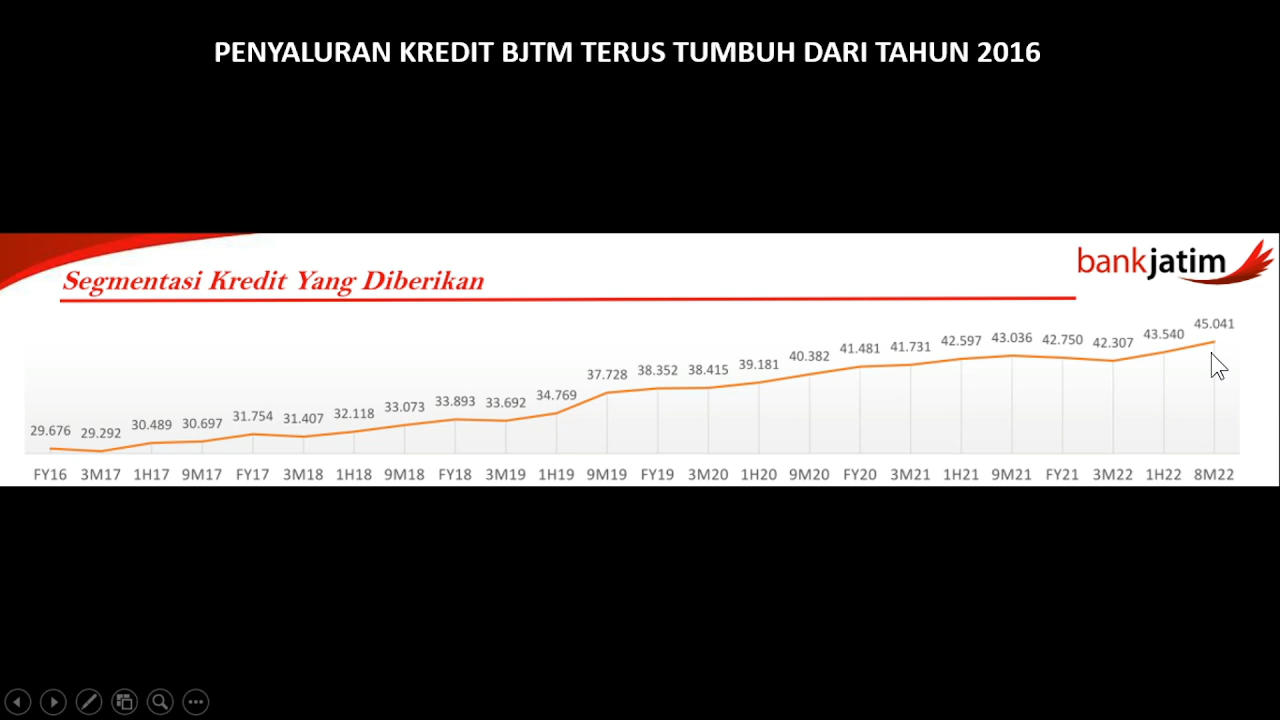 PENYALURAN KREDIT BJTM TERUS TUMBUH DARI TAHUN 2016
Segmentasi Kredit Yang Diberikan
bankjatim
29.676 29.292 30.489 30.697 31.754 31.407 32.118 33.073 33.893 33.692 34.769 37.728 38.352 38.415 39.181 40.382 41.481 41.731 42.597 43.036 42.750 42.307 43.540 45.041
FY16 3M17 1H17 9M17 FY17 3M18 1H18 9M18 FY18 3M19 1H19 9M19 FY19 3M20 1H20 9M20 FY20 3M21 1H21 9M21 FY21 3M22 1H22 8M22